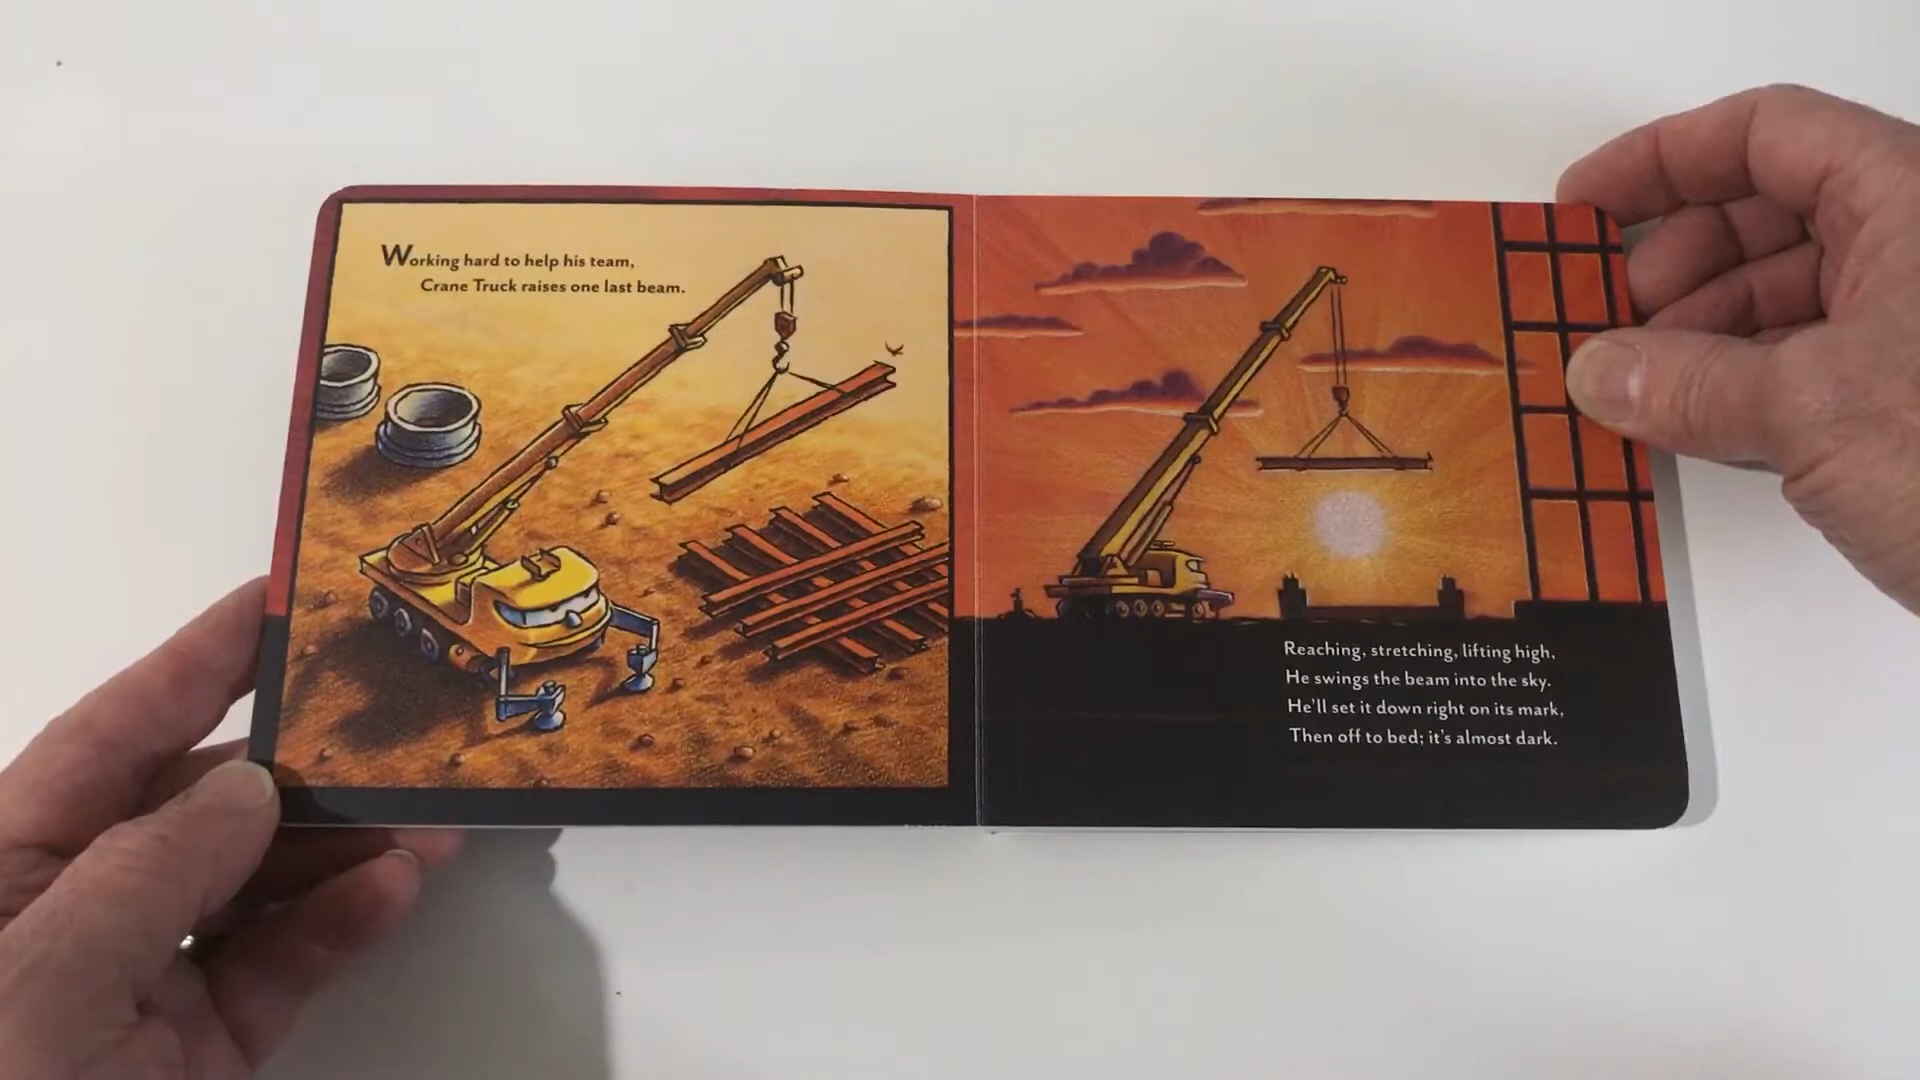 Working hard to help his team,
Crane Truck raises one last beam.
Reaching, stretching, lifting high,
He swings the beam into the sky.
He'll set it down right on its mark,
Then off to bed; it's almost dark.